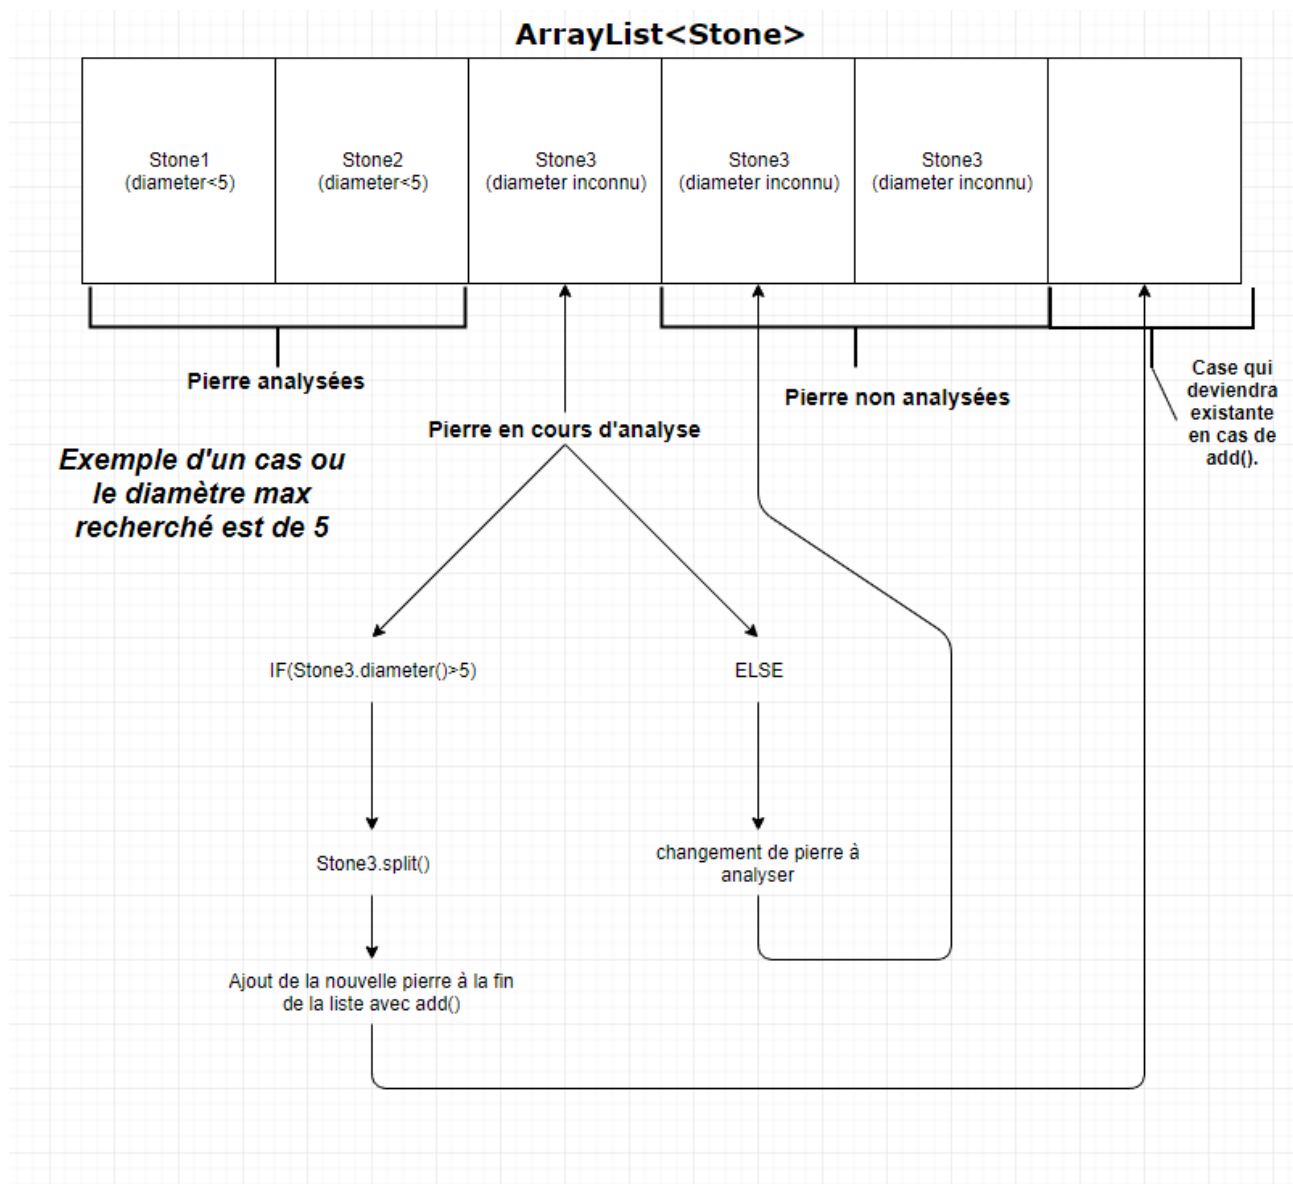 ArrayList<Stone>
Stone1
(diameter<5)
Stone2
(diameter<5)
Stone3
(diameter inconnu)
Stone3
(diameter inconnu)
Stone3
(diameter inconnu)
Pierre analysées
Pierre en cours d'analyse
Pierre non analysées
Case qui
deviendra
existante
en cas de
add().
Exemple d'un cas ou
le diamètre max
recherché est de 5
IF(Stone3.diameter()>5)
ELSE
Stone3.split()
changement de pierre à
analyser
Ajout de la nouvelle pierre à la fin
de la liste avec add()